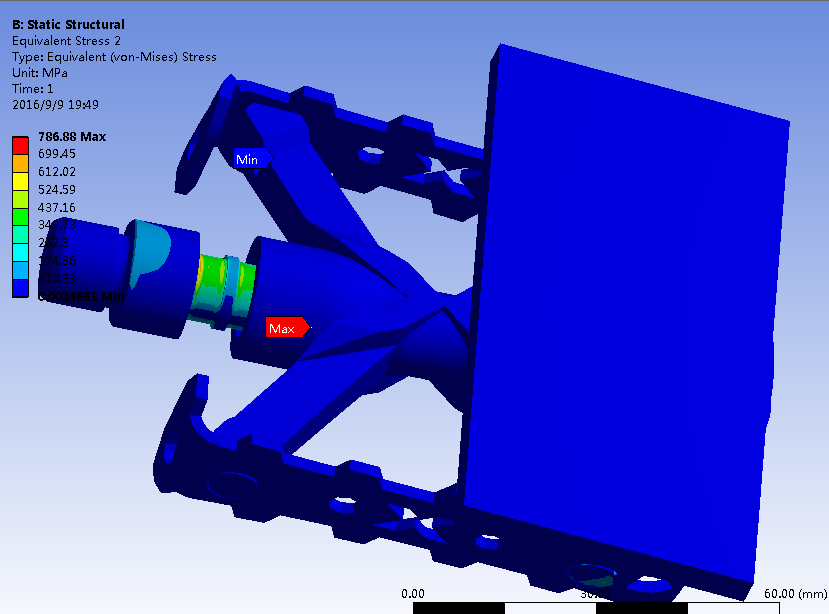 B: Static Structural
Equivalent Stress 2
Type: Equivalent (von-Mises) Stress
Unit: MPa
Time: 1
2016/9/9 19:49
786.88 Max
699.45
612.02
524.59
437.16
Min
Max
0.00
60.00 (mm)